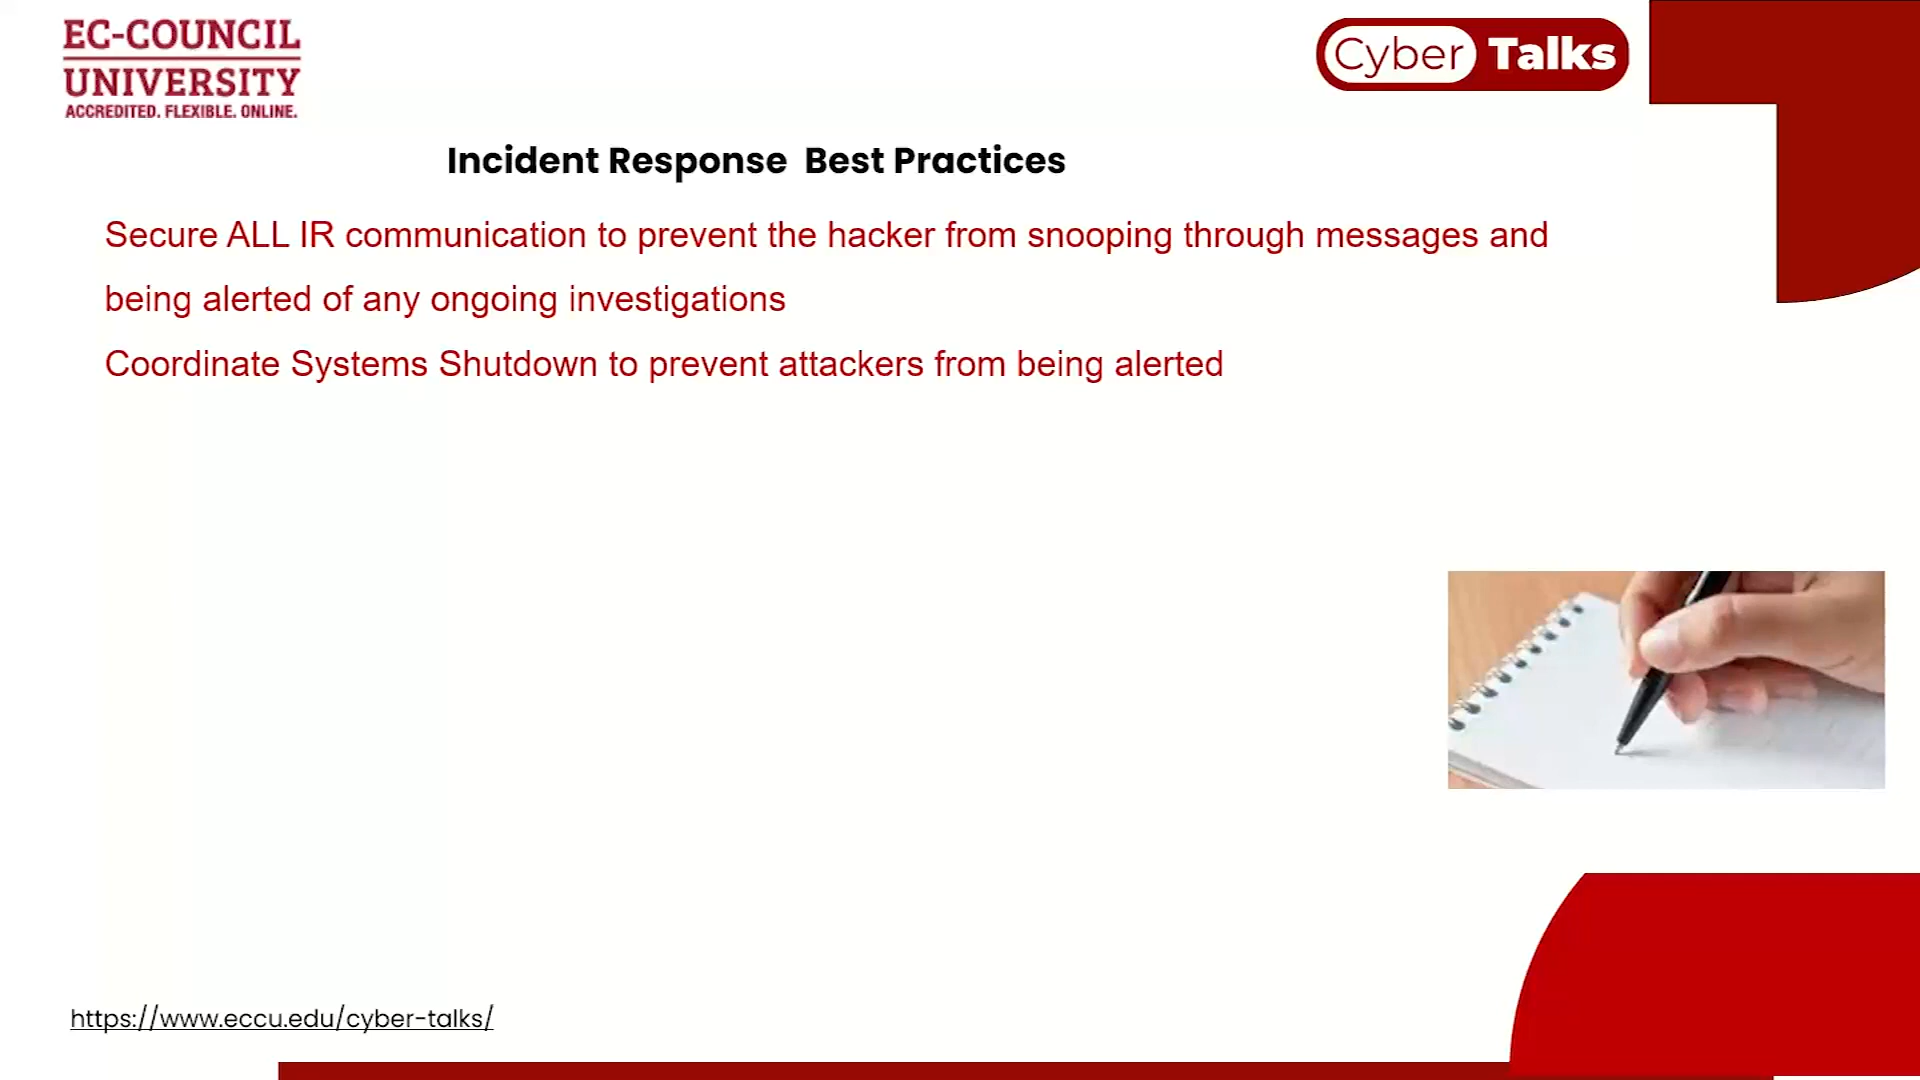 EC-COUNCIL
UNIVERSITY
ACCREDITED. FLEXIBLE. ONLINE.
Cyber Talks
Incident Response  Best Practices
Secure ALL IR communication to prevent the hacker from snooping through messages and
being alerted of any ongoing investigations
Coordinate Systems Shutdown to prevent attackers from being alerted
https://www.eccu.edu/cyber-talks/